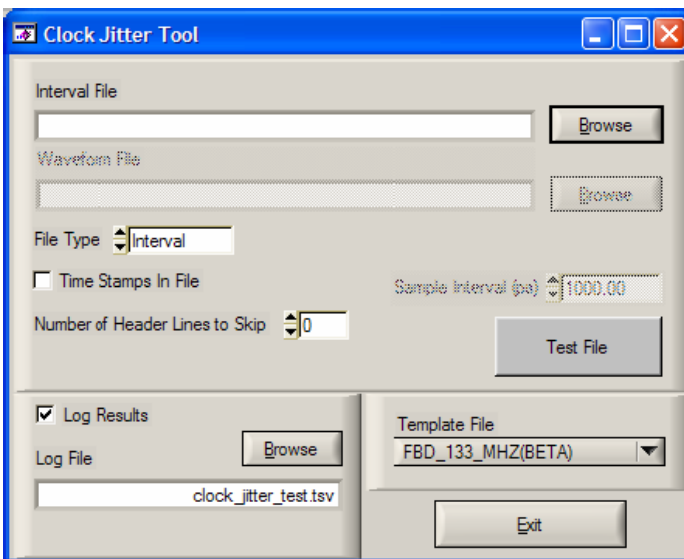 Clock Jitter Tool
Interval File
Browse
Waveform File
Browse
File Type Interval
Time Stamps In File
Sample Interval (ps) 1000.00
Number of Header Lines to Skip 0
Test File
Log Results
Log File
Browse
clock_jitter_test.tsv
Template File
FBD_133_MHZ(BETA)
Exit